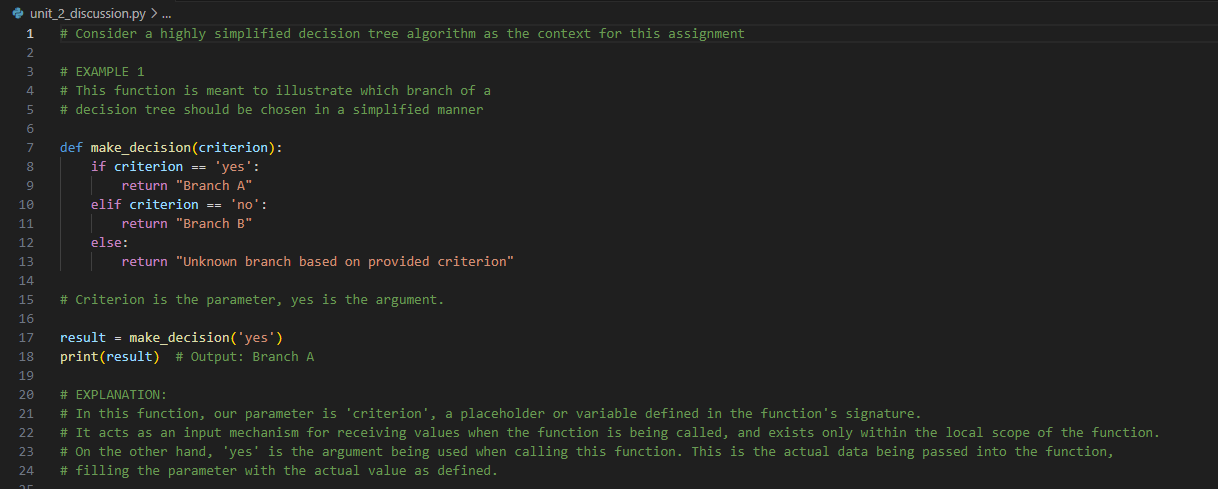 unit_2_discussion.py > ...
1 # Consider a highly simplified decision tree algorithm as the context for this assignment
2
3 # EXAMPLE 1
4 # This function is meant to illustrate which branch of a
5 # decision tree should be chosen in a simplified manner
6
7 def make_decision(criterion):
8     if criterion == 'yes':
9         return "Branch A"
10     elif criterion == 'no':
11         return "Branch B"
12     else:
13         return "Unknown branch based on provided criterion"
14
15 # Criterion is the parameter, yes is the argument.
16
17 result = make_decision('yes')
18 print(result)  # Output: Branch A
19
20 # EXPLANATION:
21 # In this function, our parameter is 'criterion', a placeholder or variable defined in the function's signature.
22 # It acts as an input mechanism for receiving values when the function is being called, and exists only within the local scope of the function.
23 # On the other hand, 'yes' is the argument being used when calling this function. This is the actual data being passed into the function,
24 # filling the parameter with the actual value as defined.